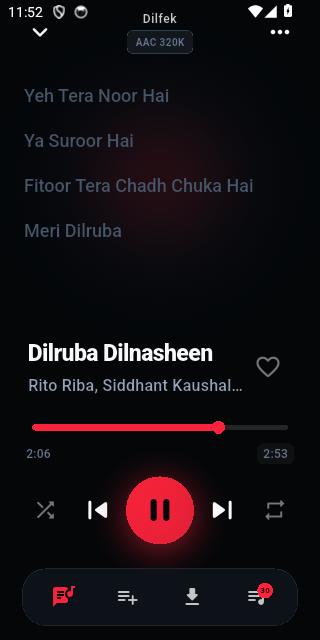 11:52
Dilfek
AAC 320K
Yeh Tera Noor Hai
Ya Suroor Hai
Fitoor Tera Chadh Chuka Hai
Meri Dilruba
Dilruba Dilnasheen
Rito Riba, Siddhant Kaushal...
2:06
2:53
30